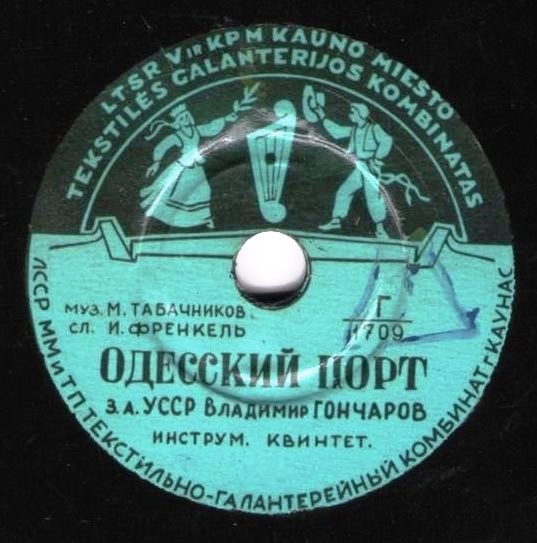 LTSR V IR KPM KAUNO MIESTO
TEKSTILĖS GALANTERIJOS KOMBINATAS
МУЗ. М. ТАБАЧНИКОВ.
СЛ. И. ФРЕНКЕЛЬ
Г
1709
ОДЕССКИЙ ПОРТ
З.А. УССР ВЛАДИМИР ГОНЧАРОВ
ИНСТРУМ. КВИНТЕТ.
ЛССР ММ и ТП. ТЕКСТИЛЬНО-ГАЛАНТЕРЕЙНЫЙ КОМБИНАТ г КАУНАС